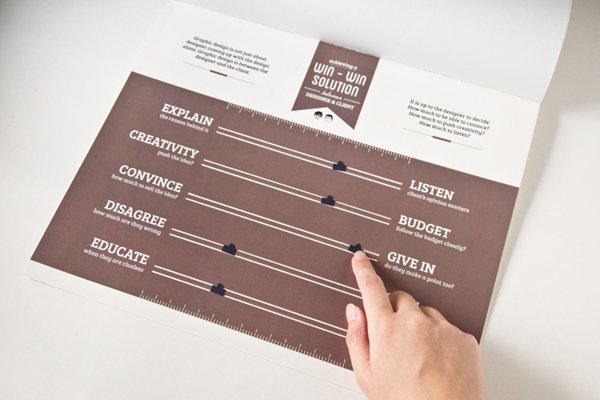 Graphic design is not just about
designer coming up with the design
alone. Graphic design is between the
designer and the client.
achieving a
WIN - WIN
SOLUTION
between
DESIGNER & CLIENT
It is up to the designer to decide.
How much to be able to convince?
How much to push creativity?
How much to listen?
EXPLAIN
the reason behind it
LISTEN
client's opinion matters
CREATIVITY
push the idea?
BUDGET
follow the budget closely?
CONVINCE
how much to sell the idea?
GIVE IN
do they make a point too?
DISAGREE
how much are they wrong
EDUCATE
when they are clueless